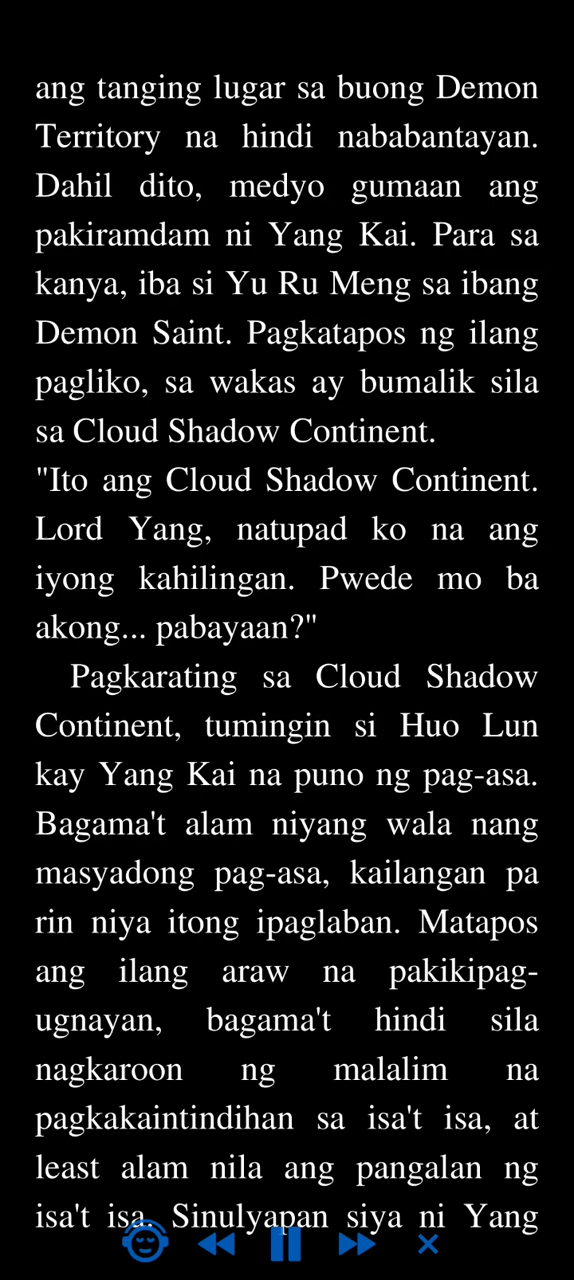 ang tanging lugar sa buong Demon
Territory na hindi nababantayan.
Dahil dito, medyo gumaan ang
pakiramdam ni Yang Kai. Para sa
kanya, iba si Yu Ru Meng sa ibang
Demon Saint. Pagkatapos ng ilang
pagliko, sa wakas ay bumalik sila
sa Cloud Shadow Continent.
"Ito ang Cloud Shadow Continent.
Lord Yang, natupad ko na ang
iyong kahilingan. Pwede mo ba
akong... pabayaan?"
Pagkarating sa Cloud Shadow
Continent, tumingin si Huo Lun
kay Yang Kai na puno ng pag-asa.
Bagama't alam niyang wala nang
masyadong pag-asa, kailangan pa
rin niya itong ipaglaban. Matapos
ang ilang araw na pakikipag-
ugnayan, bagama't hindi sila
nagkaroon ng malalim na
pagkakaintindihan sa isa't isa, at
least alam nila ang pangalan ng
isa't isa. Sinulyapan siya ni Yang